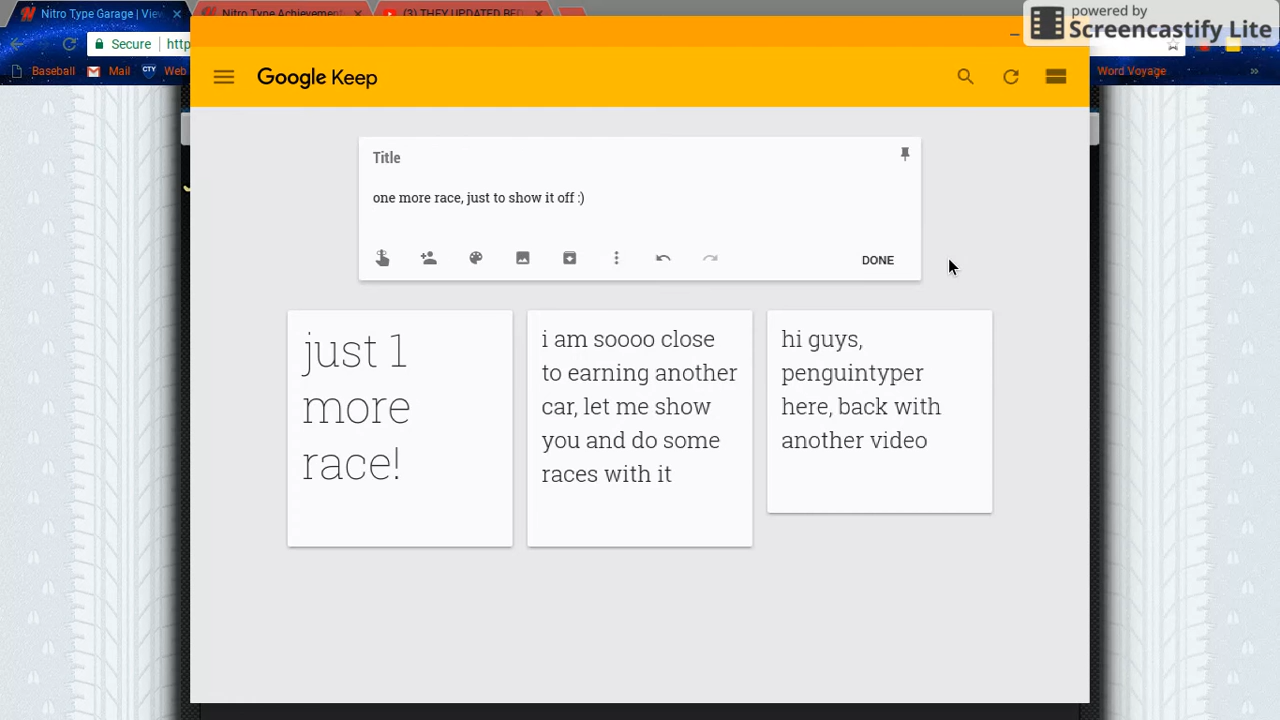 Nitro Type Garage | View
Nitro Type Achievement
(3) THEY UPDATED BED
powered by
Screencastify Lite
Secure
http
Baseball
Mail
CTY
Web
Word Voyage
»
Google Keep
Title
one more race, just to show it off :)
DONE
just 1
more
race!
i am soooo close
to earning another
car, let me show
you and do some
races with it
hi guys,
penguintyper
here, back with
another video